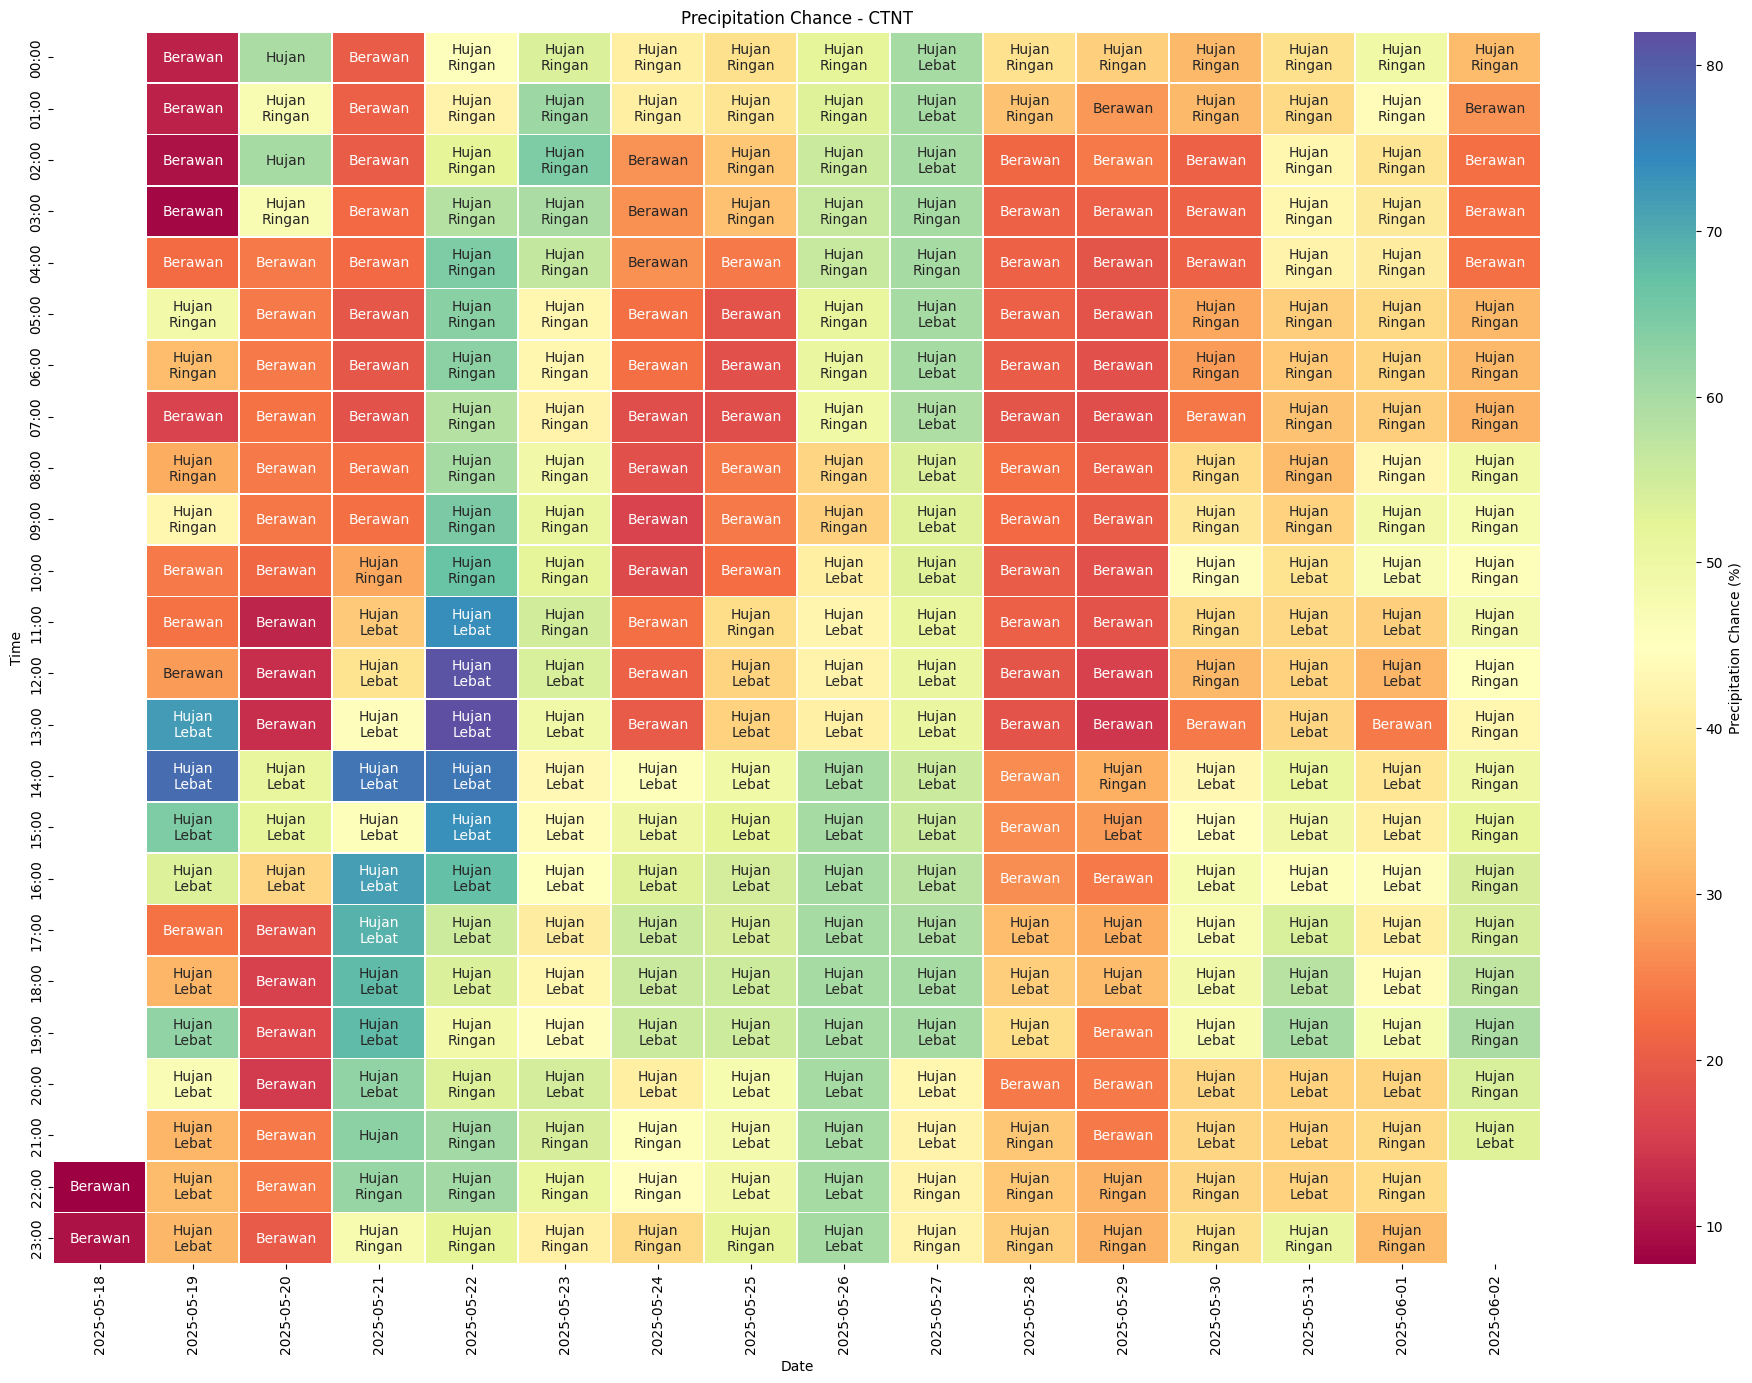 Precipitation Chance - CTNT
00:00 Berawan Hujan Berawan Hujan Ringan Hujan Ringan Hujan Ringan Hujan Ringan Hujan Ringan Hujan Lebat Hujan Ringan Hujan Ringan Hujan Ringan Hujan Ringan Hujan Ringan Hujan Ringan
01:00 Berawan Hujan Ringan Berawan Hujan Ringan Hujan Ringan Hujan Ringan Hujan Ringan Hujan Ringan Hujan Lebat Hujan Ringan Berawan Hujan Ringan Hujan Ringan Hujan Ringan Berawan
02:00 Berawan Hujan Berawan Hujan Ringan Hujan Ringan Berawan Hujan Ringan Hujan Ringan Hujan Lebat Berawan Berawan Berawan Hujan Ringan Hujan Ringan Berawan
03:00 Berawan Hujan Ringan Berawan Hujan Ringan Hujan Ringan Berawan Hujan Ringan Hujan Ringan Hujan Ringan Berawan Berawan Berawan Hujan Ringan Hujan Ringan Berawan
04:00 Berawan Berawan Berawan Hujan Ringan Hujan Ringan Berawan Berawan Hujan Ringan Hujan Ringan Berawan Berawan Berawan Hujan Ringan Hujan Ringan Berawan
05:00 Hujan Ringan Berawan Berawan Hujan Ringan Hujan Ringan Berawan Berawan Hujan Ringan Hujan Lebat Berawan Berawan Hujan Ringan Hujan Ringan Hujan Ringan Hujan Ringan
06:00 Hujan Ringan Berawan Berawan Hujan Ringan Hujan Ringan Berawan Berawan Hujan Ringan Hujan Lebat Berawan Berawan Hujan Ringan Hujan Ringan Hujan Ringan Hujan Ringan
07:00 Berawan Berawan Berawan Hujan Ringan Hujan Ringan Berawan Berawan Hujan Ringan Hujan Lebat Berawan Berawan Berawan Hujan Ringan Hujan Ringan Hujan Ringan
08:00 Hujan Ringan Berawan Berawan Hujan Ringan Hujan Ringan Berawan Berawan Hujan Ringan Hujan Lebat Berawan Berawan Hujan Ringan Hujan Ringan Hujan Ringan Hujan Ringan
09:00 Hujan Ringan Berawan Berawan Hujan Ringan Hujan Ringan Berawan Berawan Hujan Ringan Hujan Lebat Berawan Berawan Hujan Ringan Hujan Ringan Hujan Ringan Hujan Ringan
10:00 Berawan Berawan Hujan Ringan Hujan Ringan Hujan Ringan Berawan Berawan Hujan Lebat Hujan Lebat Berawan Berawan Hujan Ringan Hujan Lebat Hujan Lebat Hujan Ringan
11:00 Berawan Berawan Hujan Lebat Hujan Lebat Hujan Ringan Berawan Hujan Ringan Hujan Lebat Hujan Lebat Berawan Berawan Hujan Ringan Hujan Lebat Hujan Lebat Hujan Ringan
12:00 Berawan Berawan Hujan Lebat Hujan Lebat Hujan Lebat Berawan Hujan Lebat Hujan Lebat Hujan Lebat Berawan Berawan Hujan Ringan Hujan Lebat Hujan Lebat Hujan Ringan
13:00 Hujan Lebat Berawan Hujan Lebat Hujan Lebat Hujan Lebat Berawan Hujan Lebat Hujan Lebat Hujan Lebat Berawan Berawan Berawan Hujan Lebat Berawan Hujan Ringan
14:00 Hujan Lebat Hujan Lebat Hujan Lebat Hujan Lebat Hujan Lebat Hujan Lebat Hujan Lebat Hujan Lebat Hujan Lebat Berawan Hujan Ringan Hujan Lebat Hujan Lebat Hujan Lebat Hujan Ringan
15:00 Hujan Lebat Hujan Lebat Hujan Lebat Hujan Lebat Hujan Lebat Hujan Lebat Hujan Lebat Hujan Lebat Hujan Lebat Berawan Hujan Lebat Hujan Lebat Hujan Lebat Hujan Lebat Hujan Ringan
16:00 Hujan Lebat Hujan Lebat Hujan Lebat Hujan Lebat Hujan Lebat Hujan Lebat Hujan Lebat Hujan Lebat Hujan Lebat Berawan Berawan Hujan Lebat Hujan Lebat Hujan Lebat Hujan Ringan
17:00 Berawan Berawan Hujan Lebat Hujan Lebat Hujan Lebat Hujan Lebat Hujan Lebat Hujan Lebat Hujan Lebat Hujan Lebat Hujan Lebat Hujan Lebat Hujan Lebat Hujan Lebat Hujan Ringan
18:00 Hujan Lebat Berawan Hujan Lebat Hujan Lebat Hujan Lebat Hujan Lebat Hujan Lebat Hujan Lebat Hujan Lebat Hujan Lebat Hujan Lebat Hujan Lebat Hujan Lebat Hujan Lebat Hujan Ringan
19:00 Hujan Lebat Berawan Hujan Lebat Hujan Ringan Hujan Lebat Hujan Lebat Hujan Lebat Hujan Lebat Hujan Lebat Hujan Lebat Berawan Hujan Lebat Hujan Lebat Hujan Lebat Hujan Ringan
20:00 Hujan Lebat Berawan Hujan Lebat Hujan Ringan Hujan Lebat Hujan Lebat Hujan Lebat Hujan Lebat Hujan Lebat Berawan Berawan Hujan Lebat Hujan Lebat Hujan Lebat Hujan Ringan
21:00 Hujan Lebat Berawan Hujan Hujan Ringan Hujan Ringan Hujan Ringan Hujan Lebat Hujan Lebat Hujan Lebat Hujan Ringan Berawan Hujan Lebat Hujan Lebat Hujan Ringan Hujan Lebat
22:00 Berawan Hujan Lebat Berawan Hujan Ringan Hujan Ringan Hujan Ringan Hujan Ringan Hujan Lebat Hujan Lebat Hujan Ringan Hujan Ringan Hujan Ringan Hujan Ringan Hujan Lebat Hujan Ringan
23:00 Berawan Hujan Lebat Berawan Hujan Ringan Hujan Ringan Hujan Ringan Hujan Ringan Hujan Ringan Hujan Lebat Hujan Ringan Hujan Ringan Hujan Ringan Hujan Ringan Hujan Ringan Hujan Ringan
2025-05-18 2025-05-19 2025-05-20 2025-05-21 2025-05-22 2025-05-23 2025-05-24 2025-05-25 2025-05-26 2025-05-27 2025-05-28 2025-05-29 2025-05-30 2025-05-31 2025-06-01 2025-06-02
Date
Time
80
70
60
50
40
30
20
10
Precipitation Chance (%)